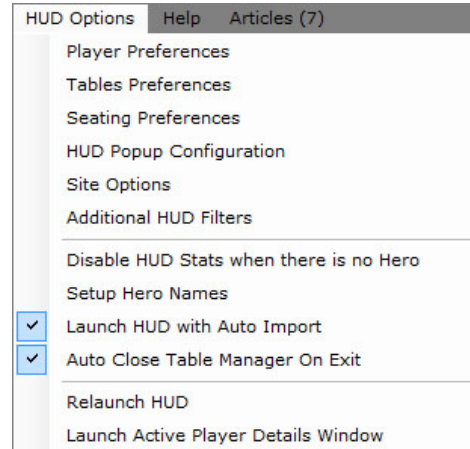 HUD Options Help Articles (7)
Player Preferences
Tables Preferences
Seating Preferences
HUD Popup Configuration
Site Options
Additional HUD Filters
Disable HUD Stats when there is no Hero
Setup Hero Names
Launch HUD with Auto Import
Auto Close Table Manager On Exit
Relaunch HUD
Launch Active Player Details Window